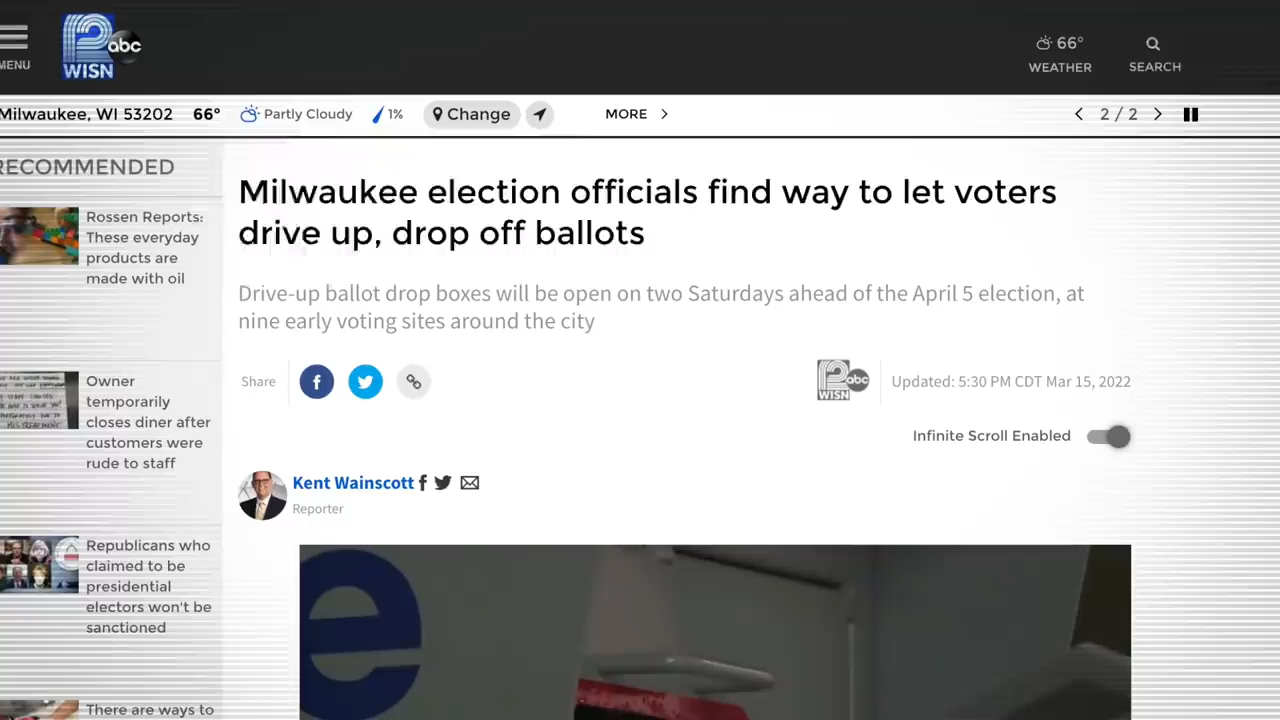 MENU
12
abc
WISN
66°
WEATHER
SEARCH
Milwaukee, WI 53202 66° Partly Cloudy 1% Change MORE 2 / 2
RECOMMENDED
Rossen Reports:
These everyday
products are
made with oil
Owner
temporarily
closes diner after
customers were
rude to staff
Republicans who
claimed to be
presidential
electors won't be
sanctioned
There are ways to
Milwaukee election officials find way to let voters
drive up, drop off ballots
Drive-up ballot drop boxes will be open on two Saturdays ahead of the April 5 election, at
nine early voting sites around the city
Share
12
abc
WISN
Updated: 5:30 PM CDT Mar 15, 2022
Infinite Scroll Enabled
Kent Wainscott
Reporter
e